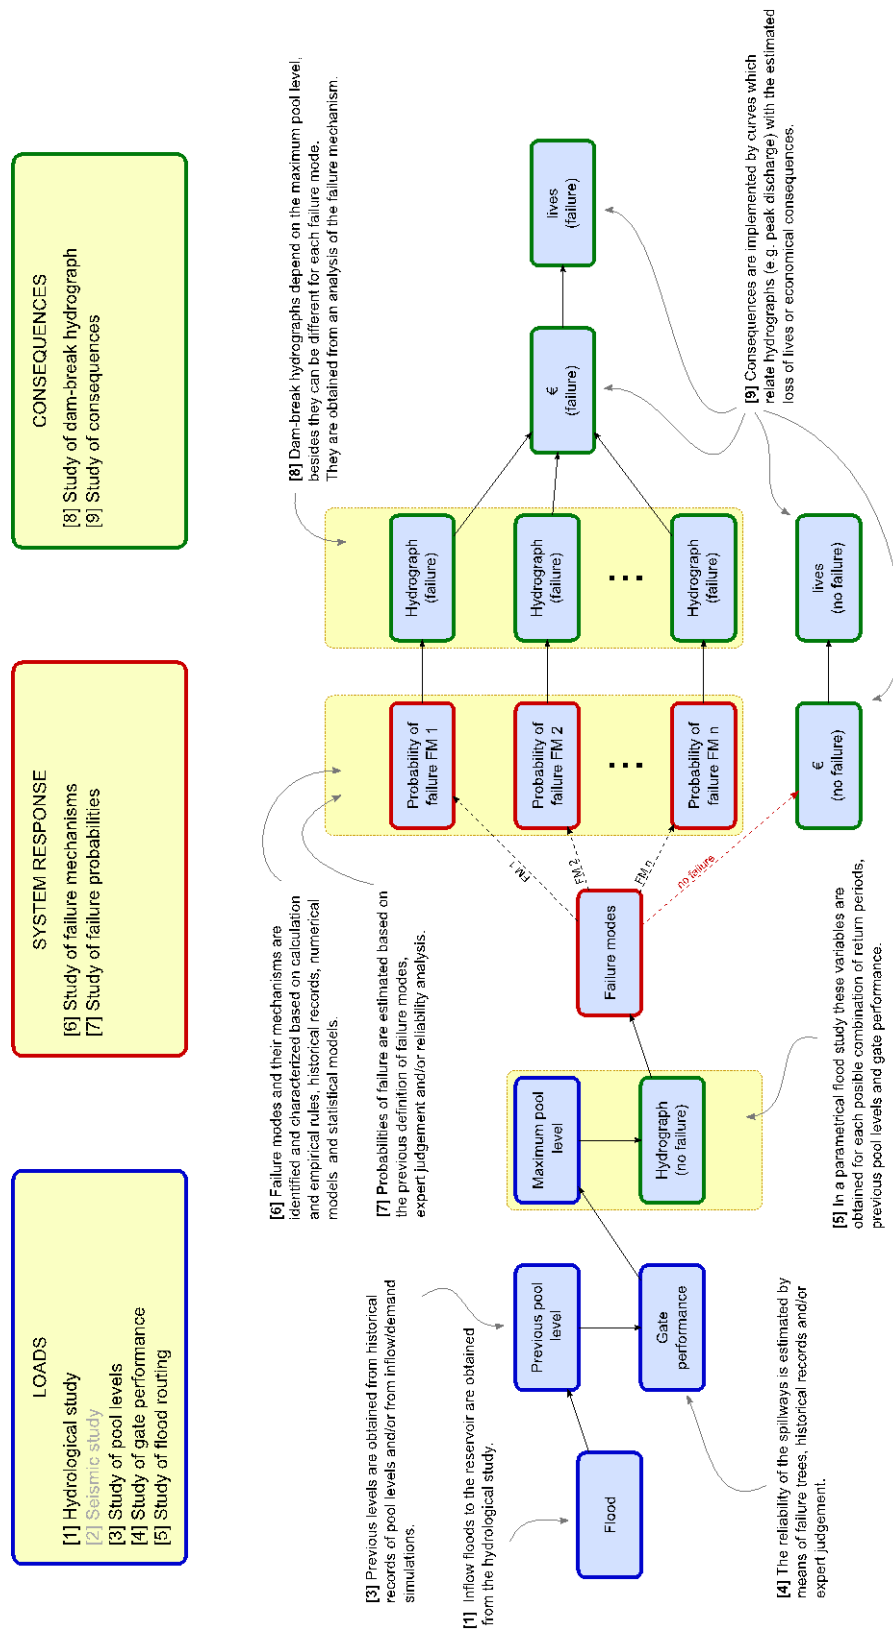 LOADS
[1] Hydrological study
[2] Seismic study
[3] Study of pool levels
[4] Study of gate performance
[5] Study of flood routing
SYSTEM RESPONSE
[6] Study of failure mechanisms
[7] Study of failure probabilities
CONSEQUENCES
[8] Study of dam-break hydrograph
[9] Study of consequences
[3] Previous levels are obtained from historical
records of pool levels and/or from inflow/demand
simulations.
[1] Inflow floods to the reservoir are obtained
from the hydrological study.
[6] Failure modes and their mechanisms are
identified and characterized based on calculation
and empirical rules, historical records, numerical
models and statistical models.
[7] Probabilities of failure are estimated based on
the previous definition of failure modes,
expert judgement and/or reliability analysis.
[8] Dam-break hydrographs depend on the maximum pool level,
besides they can be different for each failure mode.
They are obtained from an analysis of the failure mechanism.
Flood
Previous pool
level
Gate
performance
Maximum pool
level
Hydrograph
(no failure)
Failure modes
FM 1
FM 2
FM n
no failure
Probability of
failure FM 1
Probability of
failure FM 2
...
Probability of
failure FM n
Hydrograph
(failure)
Hydrograph
(failure)
...
Hydrograph
(failure)
€
(failure)
lives
(failure)
€
(no failure)
lives
(no failure)
[4] The reliability of the spillways is estimated by
means of failure trees, historical records and/or
expert judgement.
[5] In a parametrical flood study these variables are
obtained for each posible combination of return periods,
previous pool levels and gate performance.
[9] Consequences are implemented by curves which
relate hydrographs (e.g. peak discharge) with the estimated
loss of lives or economical consequences.